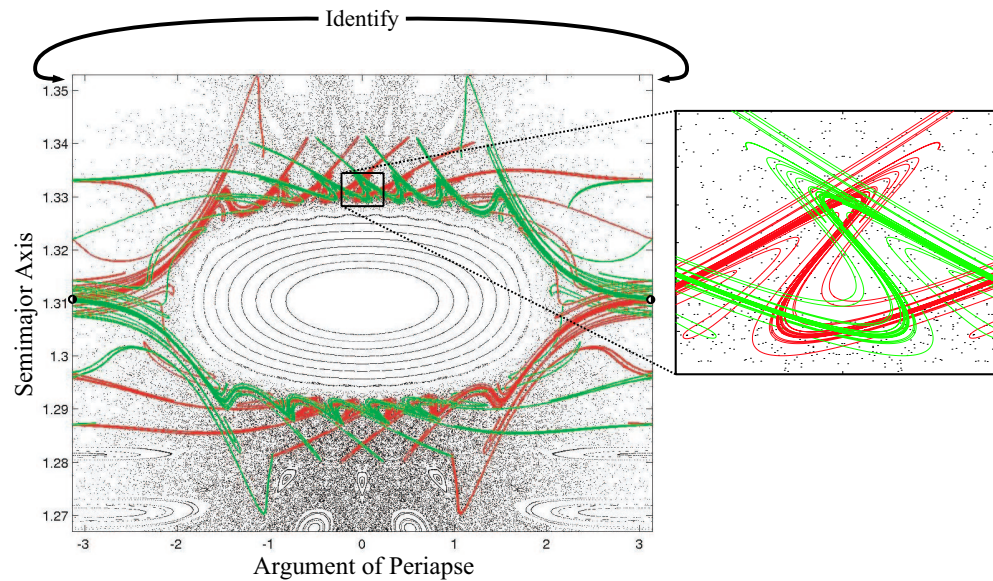 Identify
1.35
1.34
1.33
1.32
1.31
1.3
1.29
1.28
1.27
Semimajor Axis
-3 -2 -1 0 1 2 3
Argument of Periapse